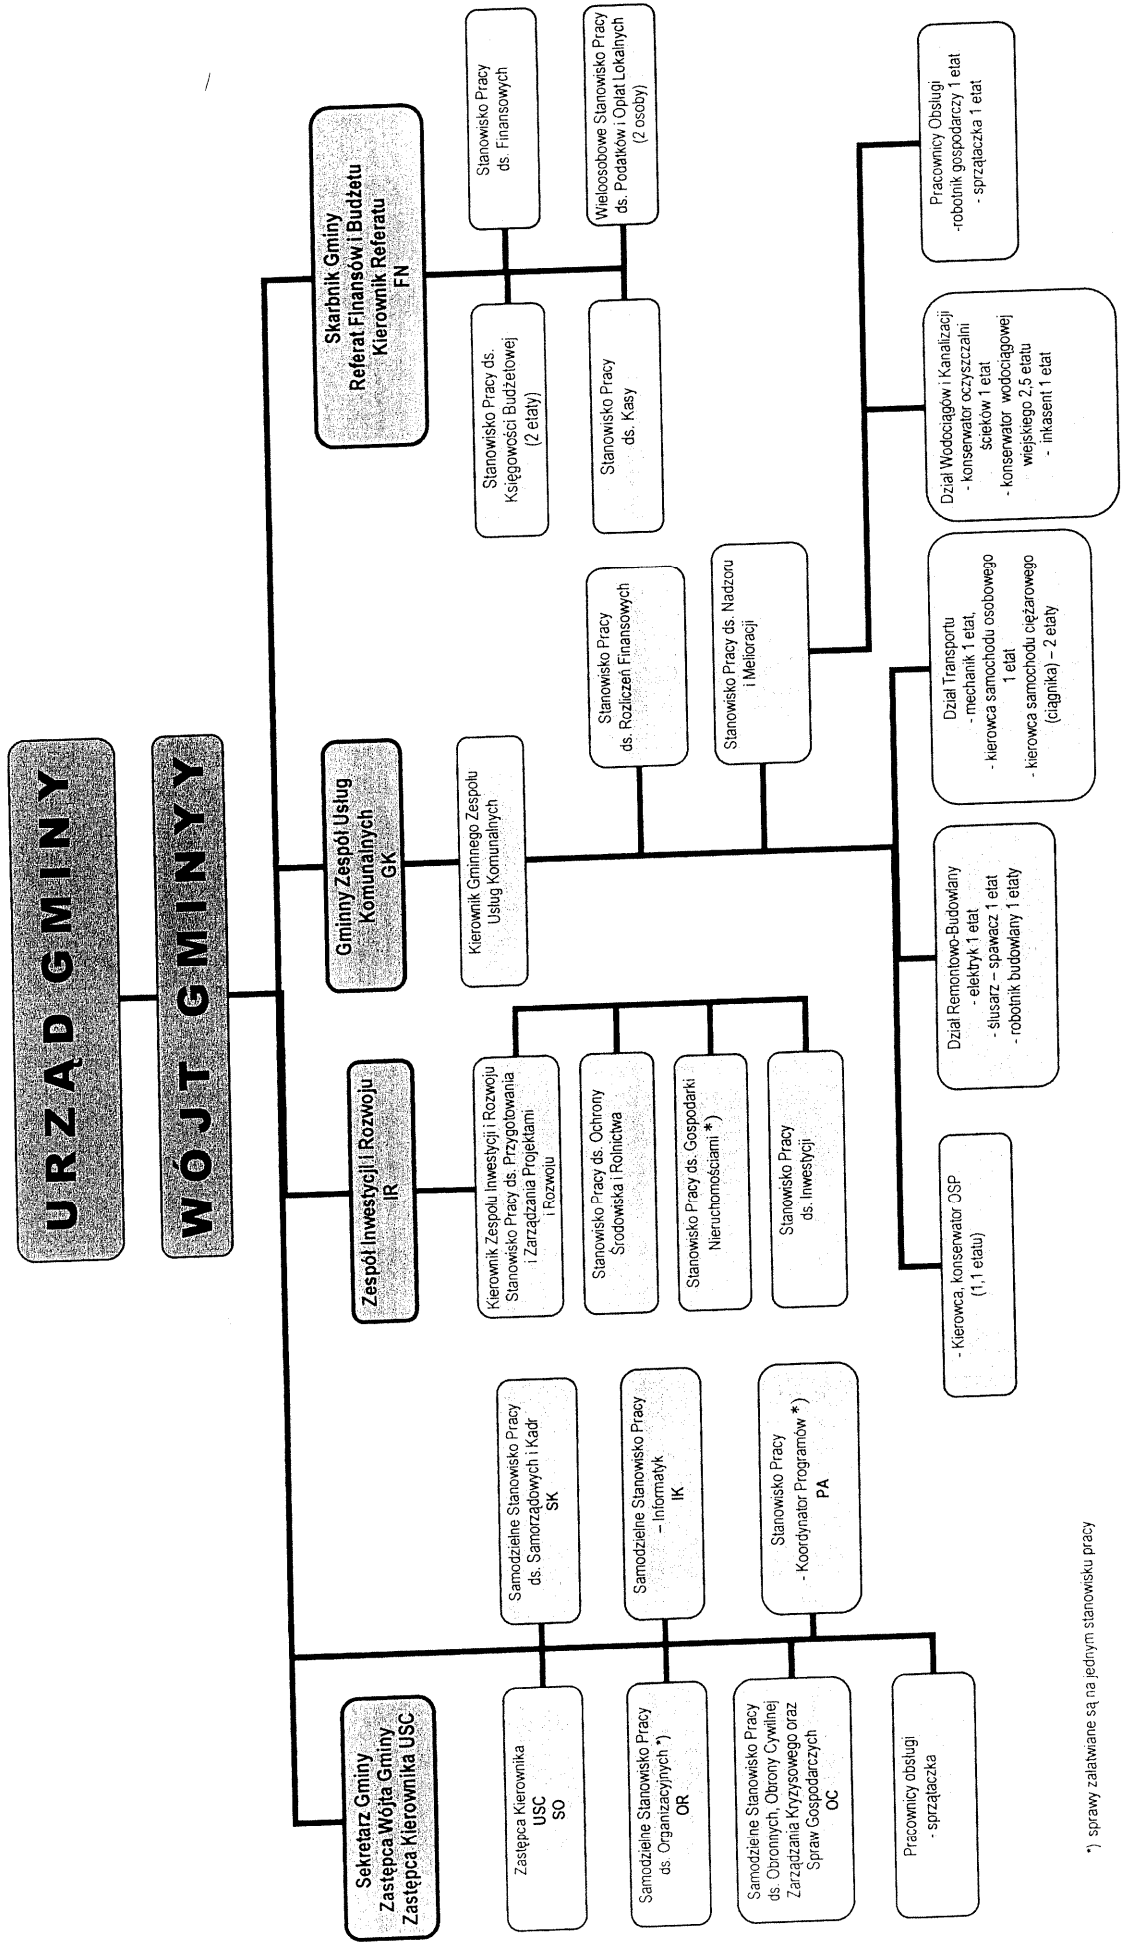 URZĄD GMINY
WÓJT GMINY
Sekretarz Gminy
Zastępca Wójta Gminy
Zastępca Kierownika USC
Zastępca Kierownika
USC
SO
Samodzielne Stanowisko Pracy
ds. Samorządowych i Kadr
SK
Samodzielne Stanowisko Pracy
ds. Organizacyjnych *)
OR
Samodzielne Stanowisko Pracy
– Informatyk
IK
Samodzielne Stanowisko Pracy
ds. Obronnych, Obrony Cywilnej
Zarządzania Kryzysowego oraz
Spraw Gospodarczych
OC
Stanowisko Pracy
- Koordynator Programów *)
PA
Pracownicy obsługi
- sprzątaczka
Zespół Inwestycji i Rozwoju
IR
Kierownik Zespołu Inwestycji i Rozwoju
Stanowisko Pracy ds. Przygotowania
i Zarządzania Projektami
i Rozwoju
Stanowisko Pracy ds. Ochrony
Środowiska i Rolnictwa
Stanowisko Pracy ds. Gospodarki
Nieruchomościami *)
Stanowisko Pracy
ds. Inwestycji
Gminny Zespół Usług
Komunalnych
GK
Kierownik Gminnego Zespołu
Usług Komunalnych
Stanowisko Pracy
ds. Rozliczeń Finansowych
Stanowisko Pracy ds. Nadzoru
i Melioracji
- Kierowca, konserwator OSP
(1,1 etatu)
Dział Remontowo-Budowlany
- elektryk 1 etat
- ślusarz – spawacz 1 etat
- robotnik budowlany 1 etaty
Dział Transportu
- mechanik 1 etat,
- kierowca samochodu osobowego
1 etat
- kierowca samochodu ciężarowego
(ciągnika) – 2 etaty
Dział Wodociągów i Kanalizacji
- konserwator oczyszczalni
ścieków 1 etat
- konserwator wodociągowej
wiejskiego 2,5 etatu
- inkasent 1 etat
Pracownicy Obsługi
-robotnik gospodarczy 1 etat
- sprzątaczka 1 etat
Skarbnik Gminy
Referat Finansów i Budżetu
Kierownik Referatu
FN
Stanowisko Pracy ds.
Księgowości Budżetowej
(2 etaty)
Stanowisko Pracy
ds. Finansowych
Stanowisko Pracy
ds. Kasy
Wieloosobowe Stanowisko Pracy
ds. Podatków i Opłat Lokalnych
(2 osoby)
*) sprawy załatwiane są na jednym stanowisku pracy